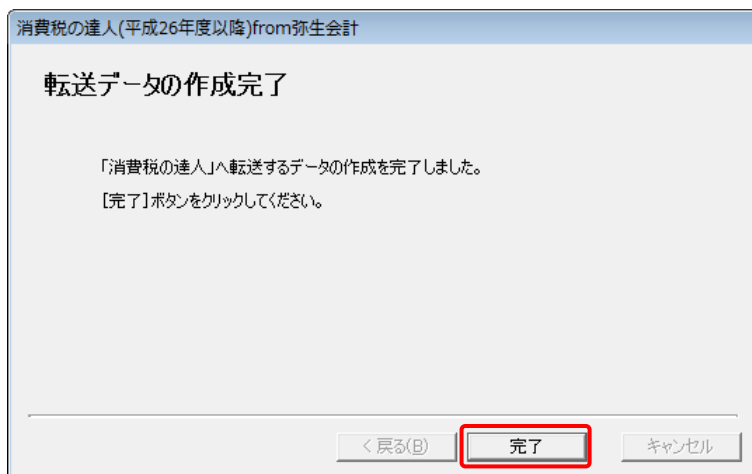 消費税の達人(平成26年度以降)from弥生会計
転送データの作成完了
「消費税の達人」へ転送するデータの作成を完了しました。
[完了]ボタンをクリックしてください。
< 戻る(B)
完了
キャンセル